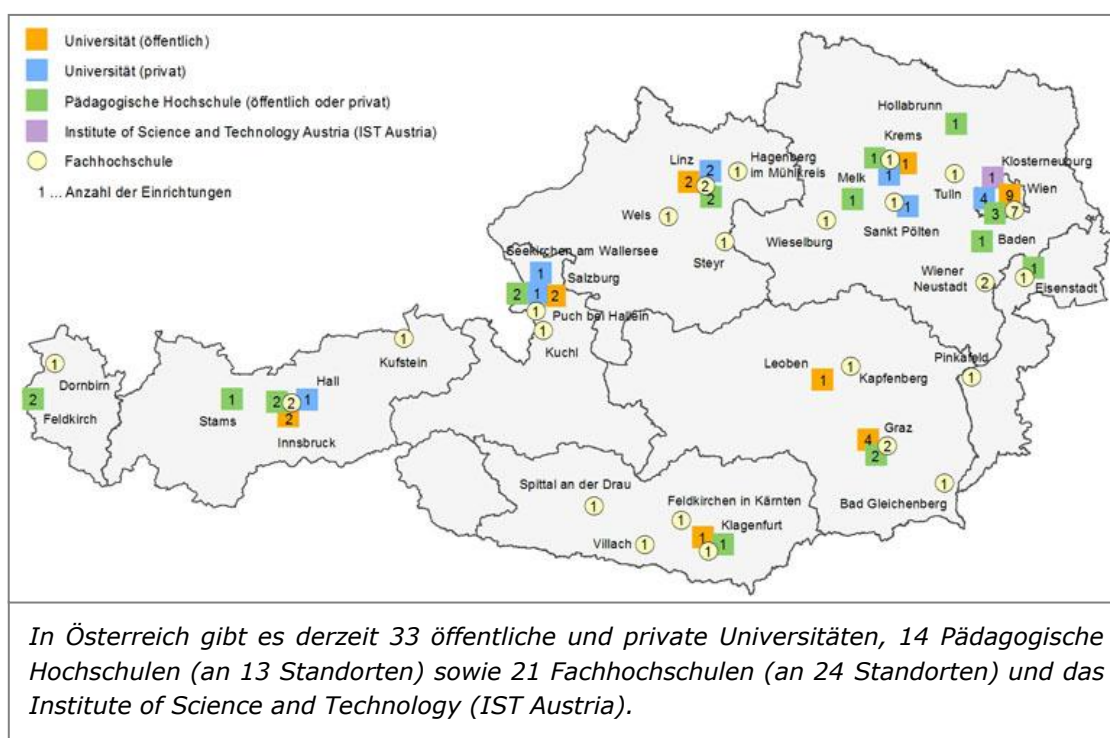 Universität (öffentlich)
Universität (privat)
Pädagogische Hochschule (öffentlich oder privat)
Institute of Science and Technology Austria (IST Austria)
Fachhochschule
1 ... Anzahl der Einrichtungen
Hollabrunn
1
Krems
1
1
1
1
Klosterneuburg
1
Linz
2
2
2
2
Hagenberg
im Mühlkreis
1
Melk
1
Tulln
1
Wien
9
4
3
7
Wels
1
Sankt Pölten
1
1
Wieselburg
1
Steyr
1
Baden
1
Seekirchen am Wallersee
1
Salzburg
2
1
2
Wiener
Neustadt
1
Eisenstadt
1
1
Puch bei Hallein
1
Kuchl
1
Kufstein
1
Dornbirn
1
Feldkirch
2
Stams
1
Hall
1
Innsbruck
2
2
2
Leoben
1
Kapfenberg
1
Pinkafeld
1
Graz
4
2
2
Bad Gleichenberg
1
Spittal an der Drau
1
Feldkirchen in Kärnten
1
Klagenfurt
1
1
1
Villach
1
In Österreich gibt es derzeit 33 öffentliche und private Universitäten, 14 Pädagogische
Hochschulen (an 13 Standorten) sowie 21 Fachhochschulen (an 24 Standorten) und das
Institute of Science and Technology (IST Austria).